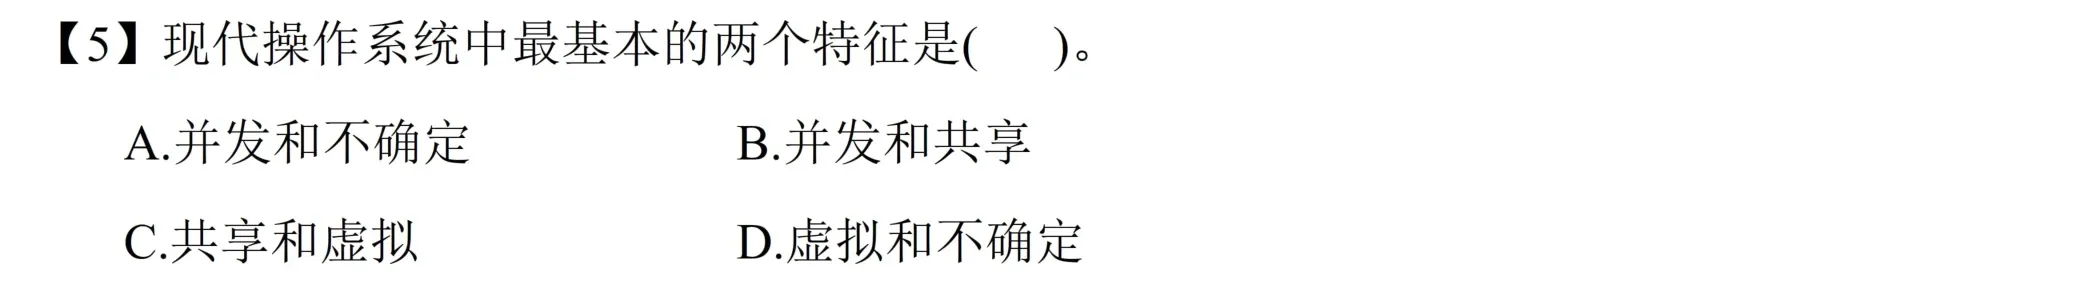 【5】现代操作系统中最基本的两个特征是(    )。
A.并发和不确定    B.并发和共享
C.共享和虚拟    D.虚拟和不确定